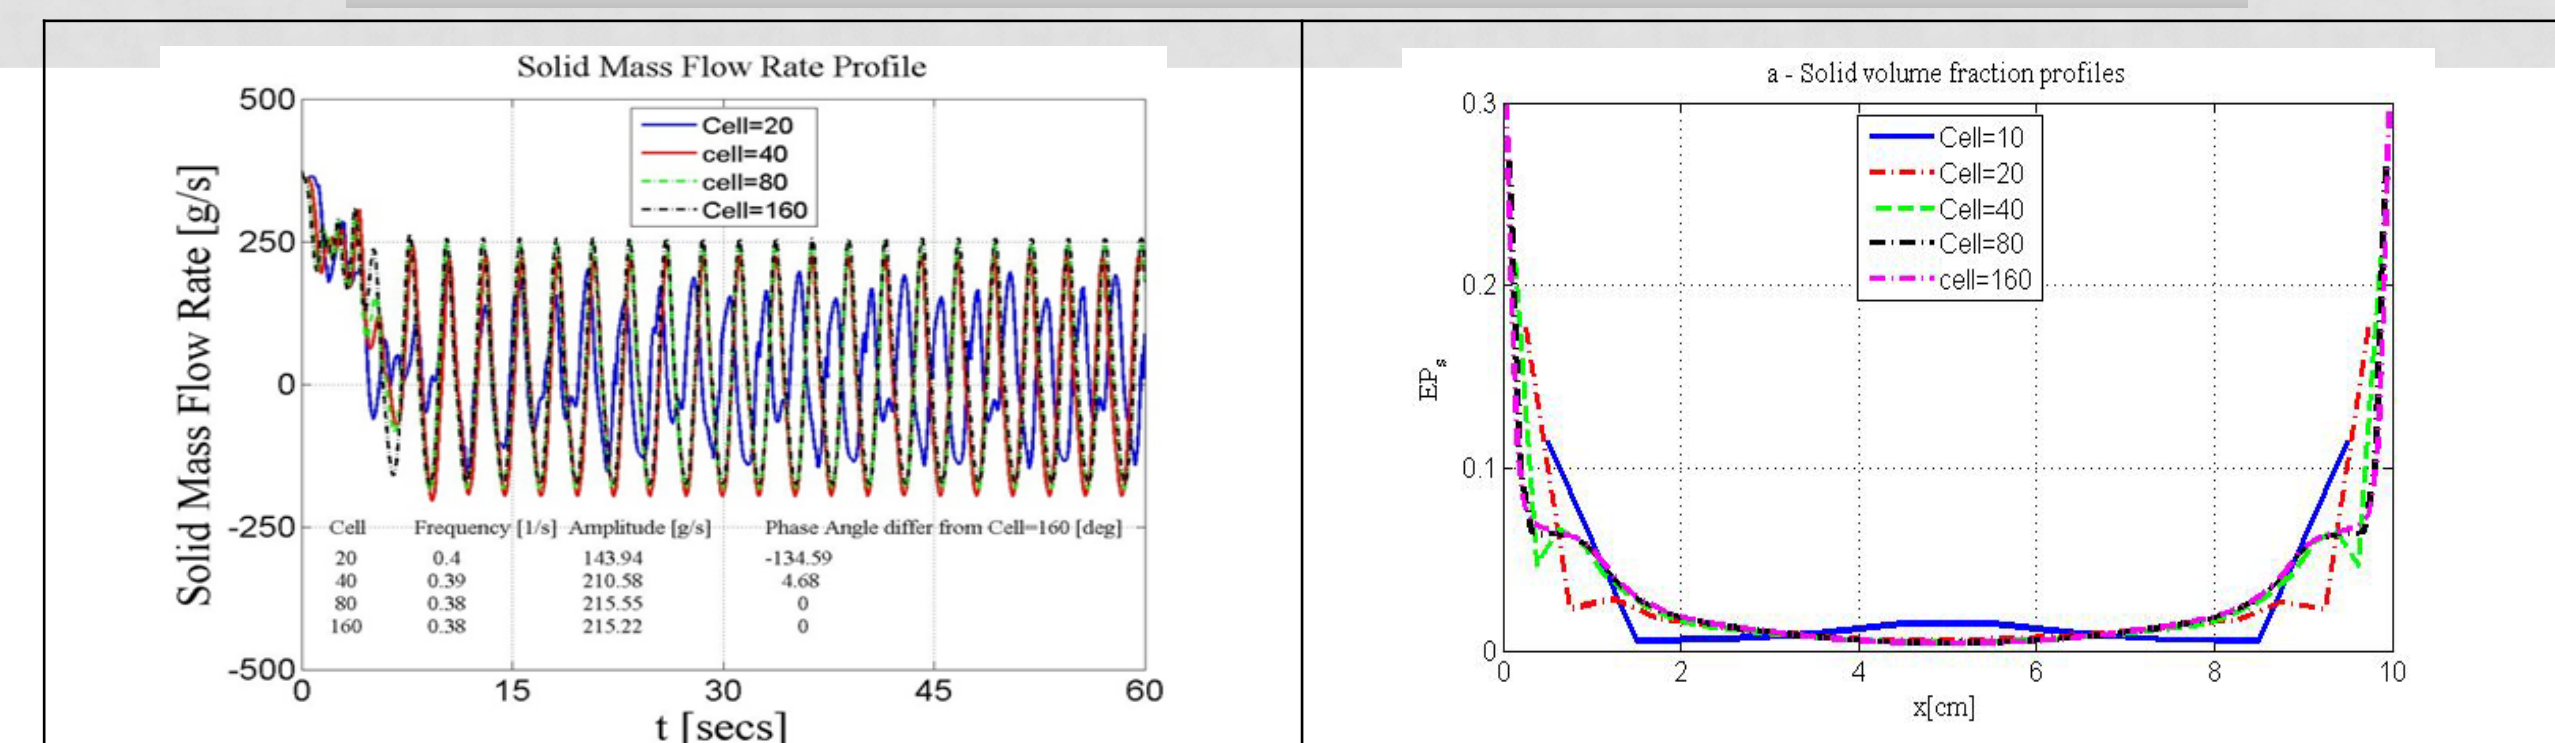 Solid Mass Flow Rate Profile
Solid Mass Flow Rate [g/s]
500
250
0
-250
-500
Cell=20
cell=40
cell=80
Cell=160
Cell Frequency [1/s] Amplitude [g/s] Phase Angle differ from Cell=160 [deg]
20 0.4 143.94 -134.59
40 0.39 210.58 4.68
80 0.38 215.55 0
160 0.38 215.22 0
0 15 30 45 60
t [secs]
a - Solid volume fraction profiles
EPs
0.3
0.2
0.1
0
Cell=10
Cell=20
Cell=40
Cell=80
cell=160
0 2 4 6 8 10
x[cm]